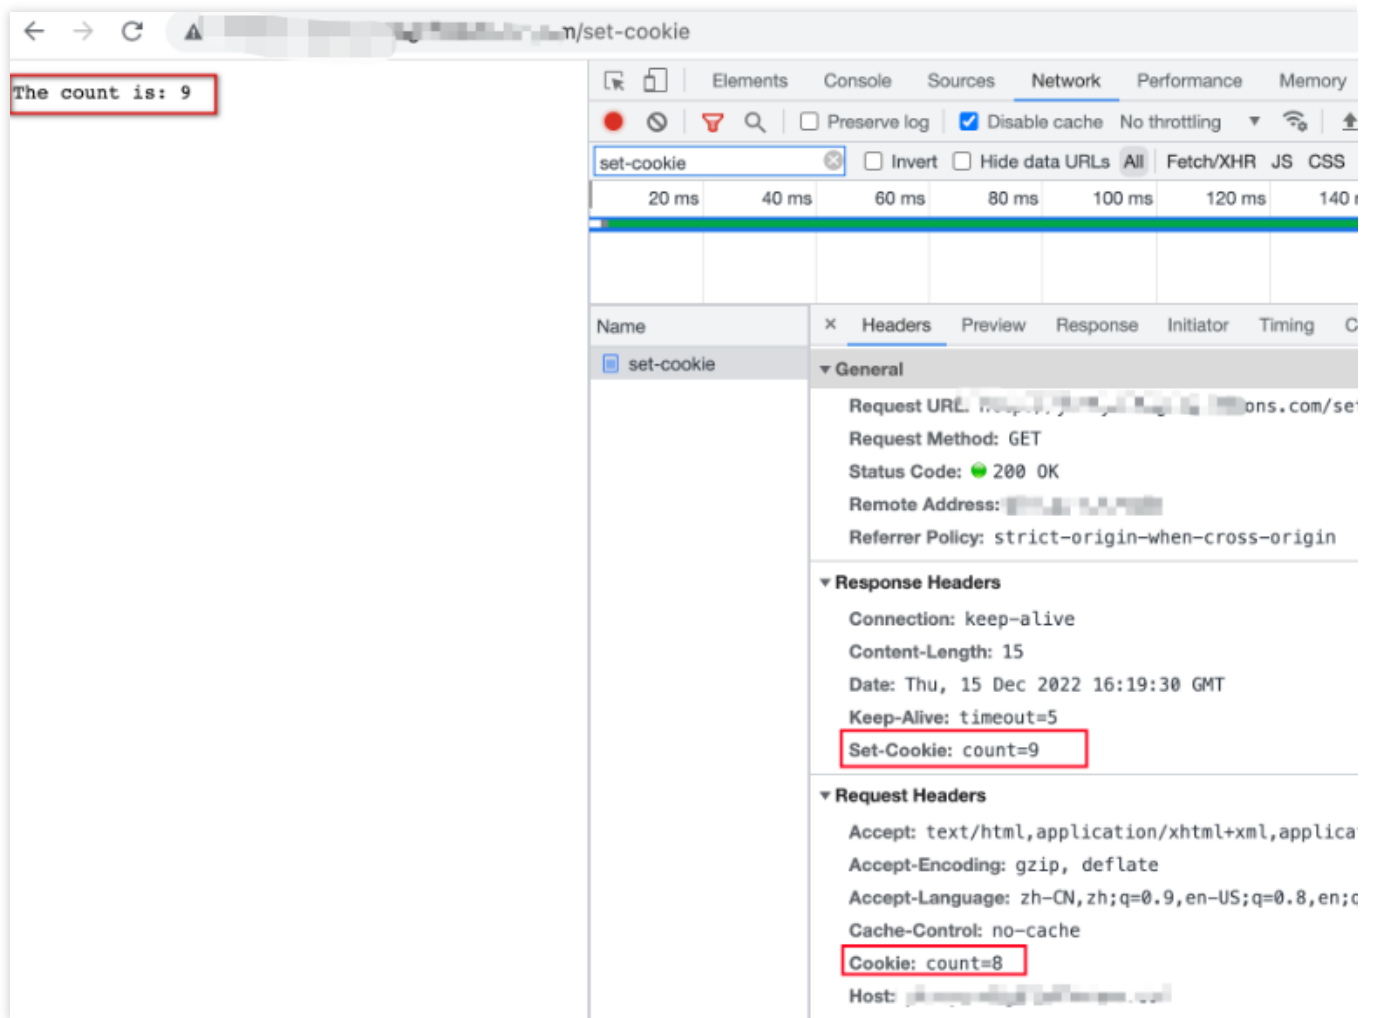 /set-cookie
The count is: 9
Elements Console Sources Network Performance Memory
Preserve log Disable cache No throttling
set-cookie Invert Hide data URLs All Fetch/XHR JS CSS
20 ms 40 ms 60 ms 80 ms 100 ms 120 ms 140
Name
Headers Preview Response Initiator Timing
set-cookie
General
Request URL: ons.com/set
Request Method: GET
Status Code: 200 OK
Remote Address:
Referrer Policy: strict-origin-when-cross-origin
Response Headers
Connection: keep-alive
Content-Length: 15
Date: Thu, 15 Dec 2022 16:19:30 GMT
Keep-Alive: timeout=5
Set-Cookie: count=9
Request Headers
Accept: text/html,application/xhtml+xml,applica
Accept-Encoding: gzip, deflate
Accept-Language: zh-CN,zh;q=0.9,en-US;q=0.8,en;q
Cache-Control: no-cache
Cookie: count=8
Host: